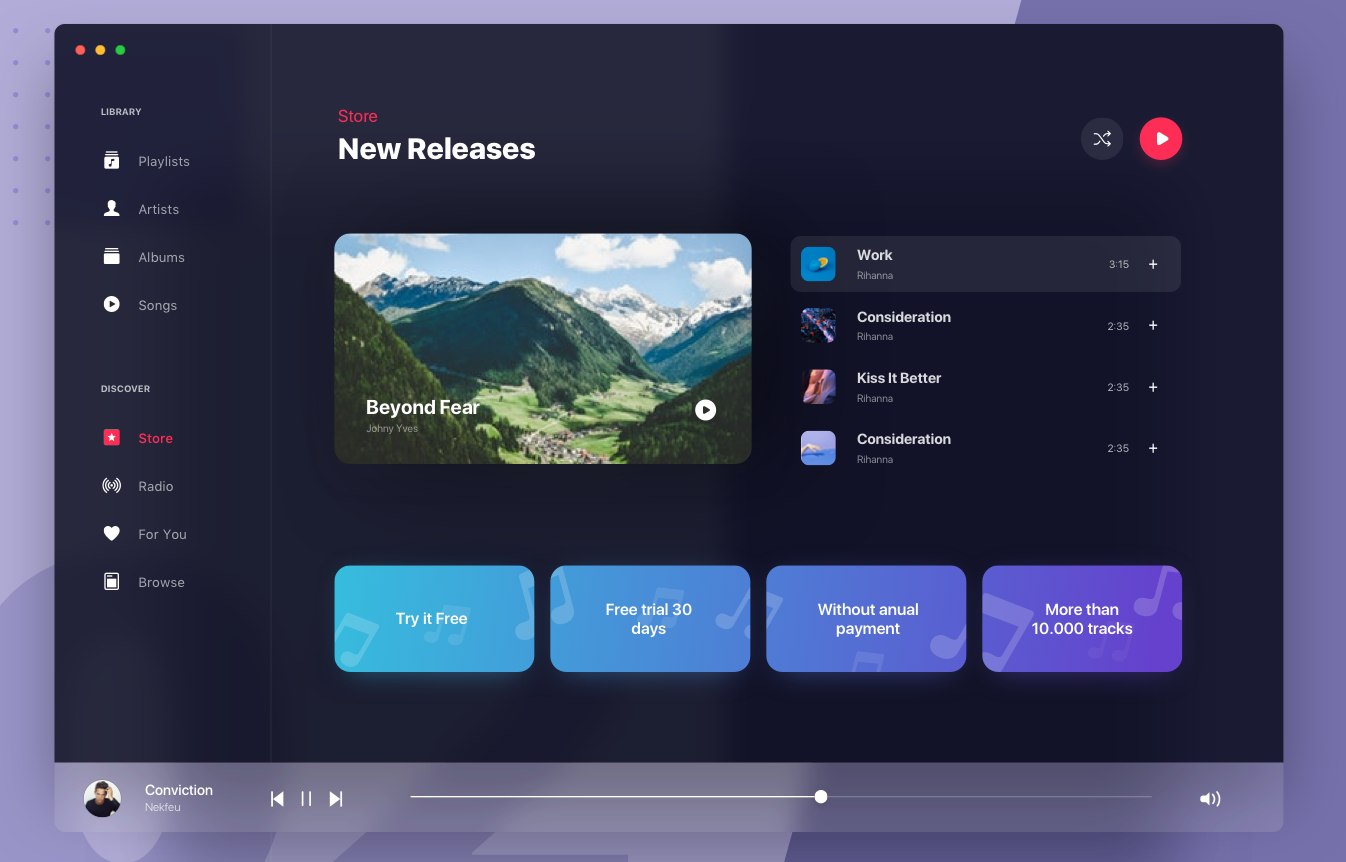 LIBRARY
Playlists
Artists
Albums
Songs
DISCOVER
Store
Radio
For You
Browse
Store
New Releases
Beyond Fear
Johny Yves
Work
Rihanna
3:15
+
Consideration
Rihanna
2:35
+
Kiss It Better
Rihanna
2:35
+
Consideration
Rihanna
2:35
+
Try it Free
Free trial 30
days
Without anual
payment
More than
10.000 tracks
Conviction
Nekfeu